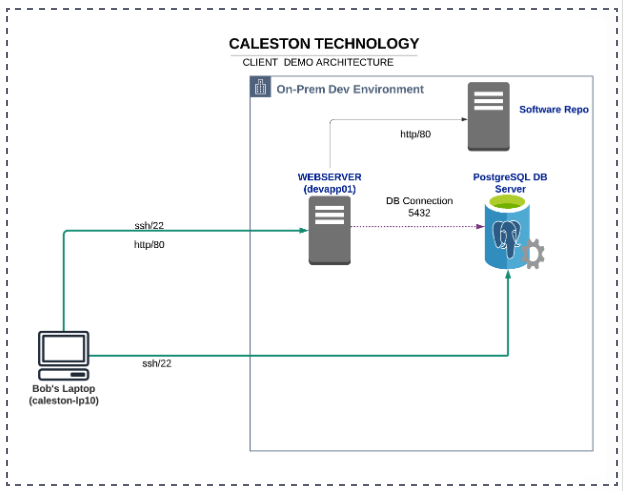 CALESTON TECHNOLOGY
CLIENT DEMO ARCHITECTURE
On-Prem Dev Environment
Software Repo
http/80
WEBSERVER
(devapp01)
PostgreSQL DB
Server
DB Connection
5432
ssh/22
http/80
ssh/22
Bob's Laptop
(caleston-lp10)